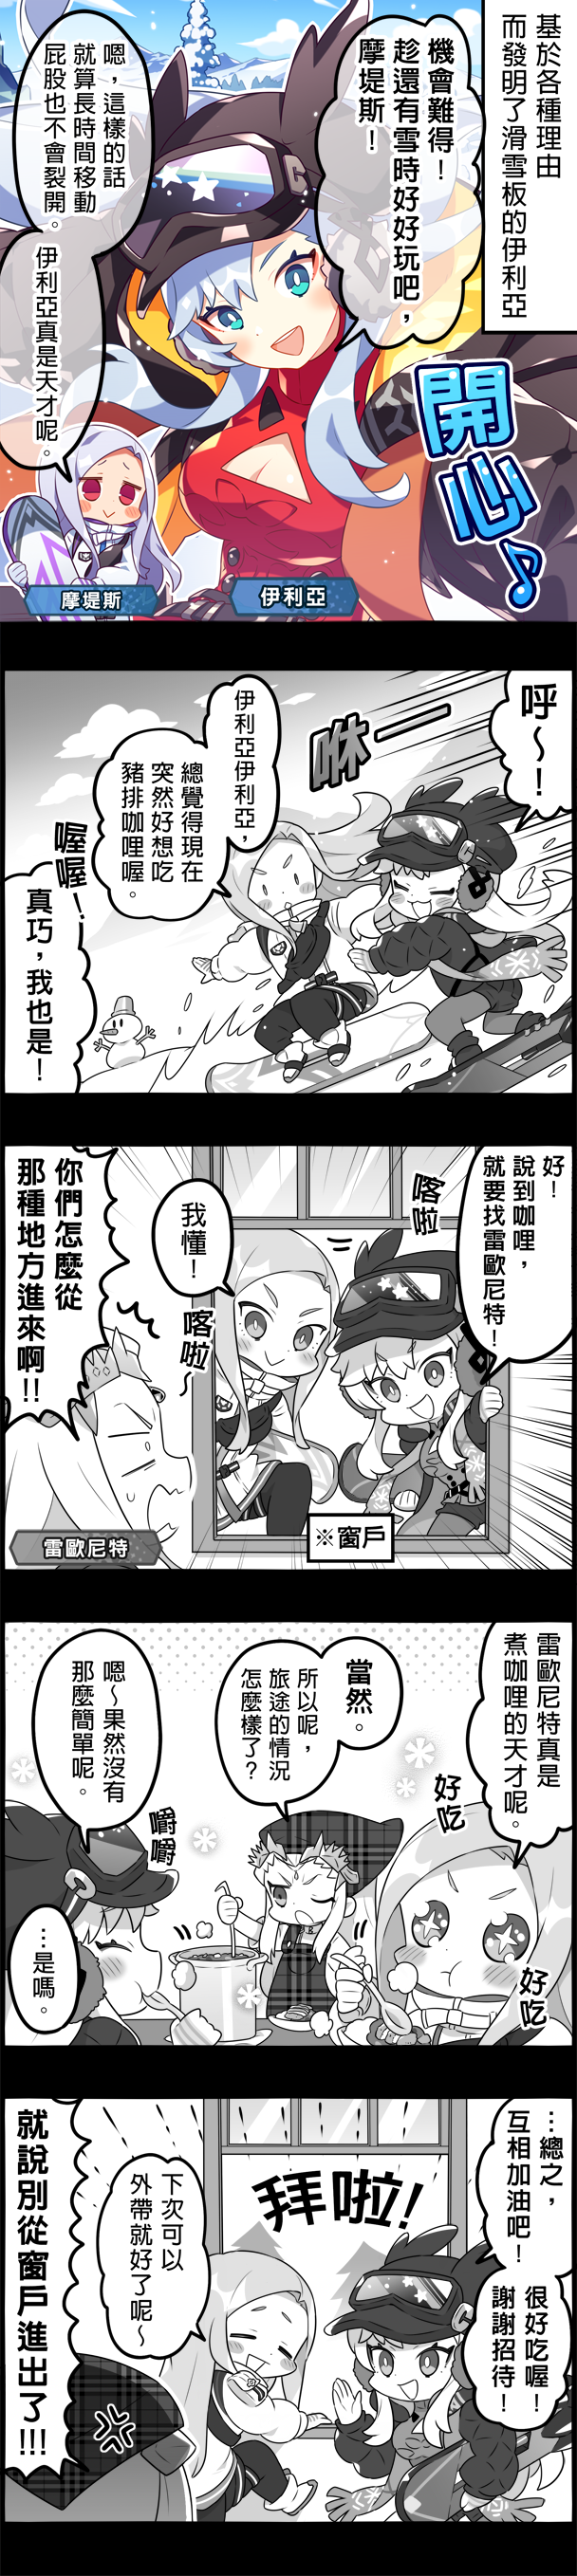 基於各種理由
而發明了滑雪板的伊利亞
機會難得！
趁還有雪時好好玩吧，
摩堤斯！
嗯，這樣的話
就算長時間移動
屁股也不會裂開。
伊利亞真是天才呢。
開心♪
摩堤斯
伊利亞
呼～！
咻——
伊利亞伊利亞，
總覺得現在
突然好想吃
豬排咖哩喔。
喔喔！
真巧，我也是！
好！
說到咖哩，
就要找雷歐尼特！
喀啦
我懂！
喀啦～
你們怎麼從
那種地方進來啊!!
※窗戶
雷歐尼特
雷歐尼特真是
煮咖哩的天才呢。
好吃
好吃
當然。
所以呢，
旅途的情況
怎麼樣了？
嗯～果然沒有
那麼簡單呢。
嚼嚼
…是嗎。
…總之，
互相加油吧！
很好吃喔！
謝謝招待！
拜啦!
下次可以
外帶就好了呢～
就說別從窗戶進出了!!!